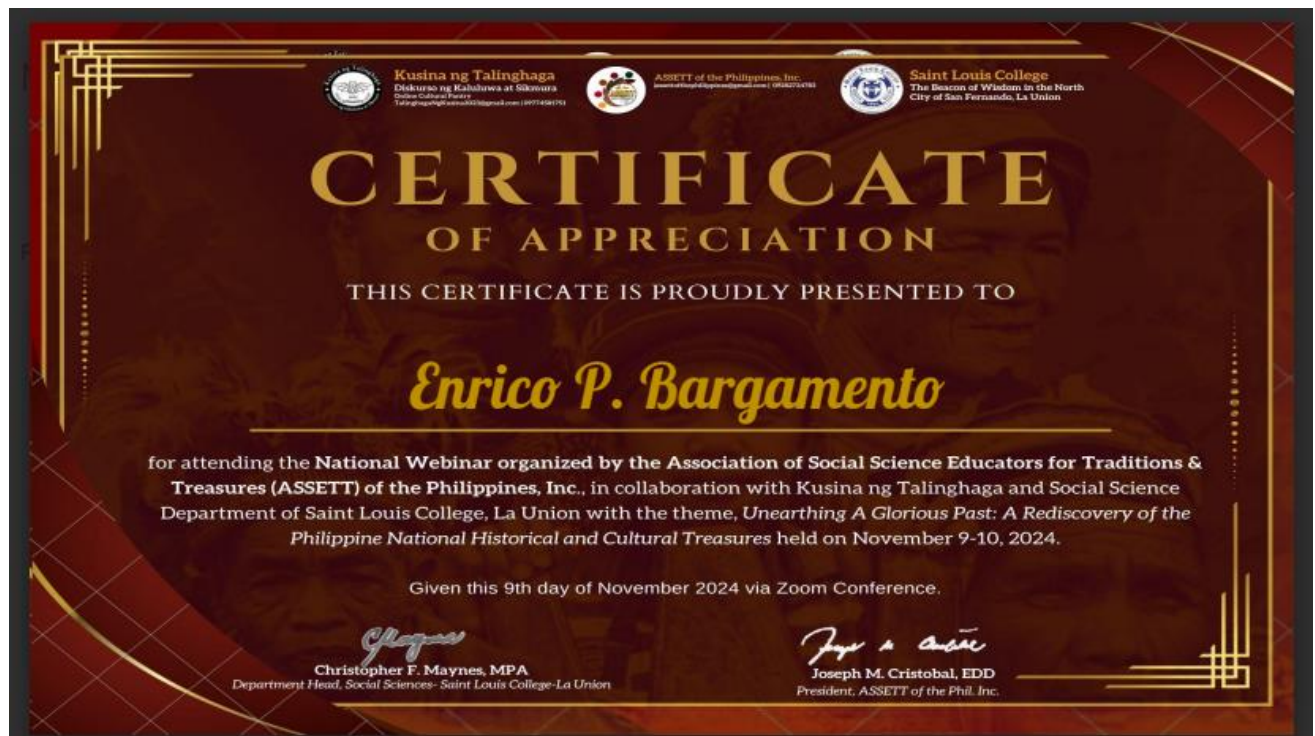 Kusina ng Talinghaga
Diskurso ng Kaluluwa at Sikmura
Online Cultural Pantry
ASSETT of the Philippines, Inc.
Saint Louis College
The Beacon of Wisdom in the North
City of San Fernando, La Union
CERTIFICATE
OF APPRECIATION
THIS CERTIFICATE IS PROUDLY PRESENTED TO
Enrico P. Bargamento
for attending the National Webinar organized by the Association of Social Science Educators for Traditions &
Treasures (ASSETT) of the Philippines, Inc., in collaboration with Kusina ng Talinghaga and Social Science
Department of Saint Louis College, La Union with the theme, Unearthing A Glorious Past: A Rediscovery of the
Philippine National Historical and Cultural Treasures held on November 9-10, 2024.
Given this 9th day of November 2024 via Zoom Conference.
Christopher F. Maynes, MPA
Department Head, Social Sciences- Saint Louis College-La Union
Joseph M. Cristobal, EDD
President, ASSETT of the Phil. Inc.